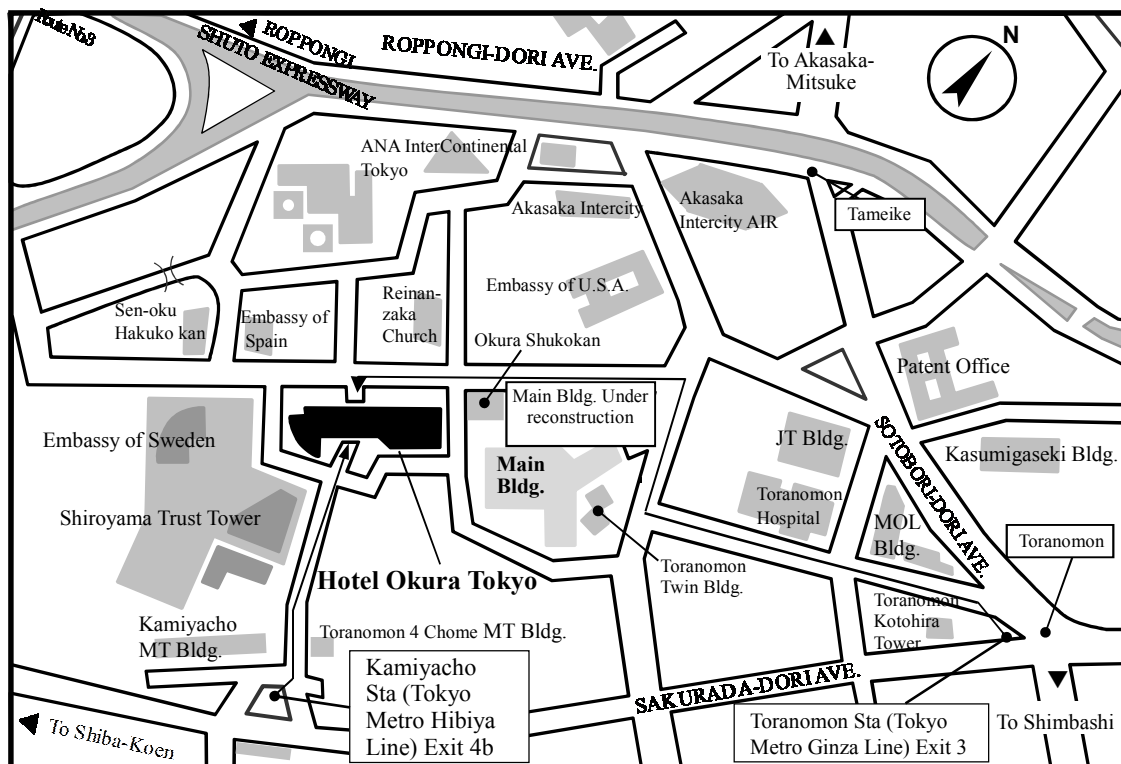 Route No.3
ROPPONGI
SHUTO EXPRESSWAY
ROPPONGI-DORI AVE.
To Akasaka-
Mitsuke
N
ANA InterContinental
Tokyo
Akasaka Intercity
Akasaka
Intercity AIR
Tameike
Sen-oku
Hakuko kan
Embassy of
Spain
Reinan-
zaka
Church
Embassy of U.S.A.
Okura Shukokan
Patent Office
Main Bldg. Under
reconstruction
Embassy of Sweden
Main
Bldg.
JT Bldg.
SOTOBORI-DORI AVE.
Kasumigaseki Bldg.
Shiroyama Trust Tower
Toranomon
Hospital
MOL
Bldg.
Toranomon
Hotel Okura Tokyo
Toranomon
Twin Bldg.
Kamiyacho
MT Bldg.
Toranomon 4 Chome MT Bldg.
Toranomon
Kotohira
Tower
Kamiyacho
Sta (Tokyo
Metro Hibiya
Line) Exit 4b
SAKURADA-DORI AVE.
Toranomon Sta (Tokyo
Metro Ginza Line) Exit 3
To Shimbashi
To Shiba-Koen